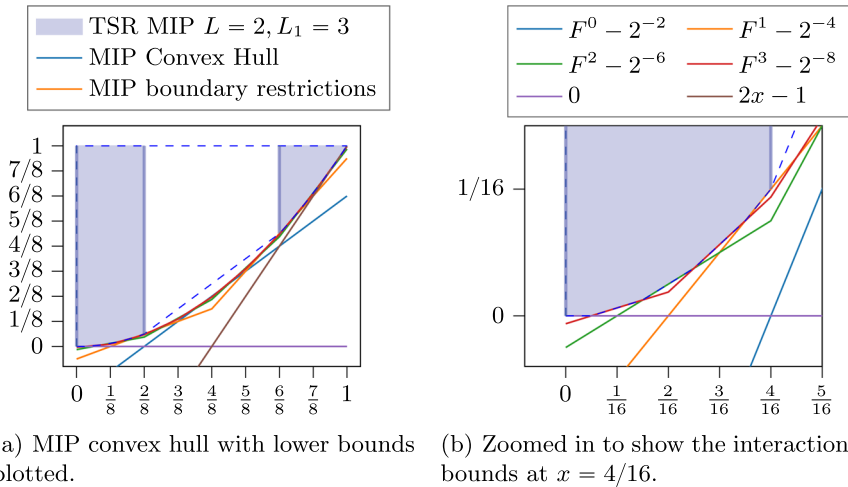 TSR MIP L = 2, L₁ = 3
MIP Convex Hull
MIP boundary restrictions
1
7/8
6/8
5/8
4/8
3/8
2/8
1/8
0
0 1/8 2/8 3/8 4/8 5/8 6/8 7/8 1
a) MIP convex hull with lower bounds
plotted.
F⁰ − 2⁻² F¹ − 2⁻⁴
F² − 2⁻⁶ F³ − 2⁻⁸
0 2x − 1
1/16
0
0 1/16 2/16 3/16 4/16 5/16
(b) Zoomed in to show the interaction
bounds at x = 4/16.